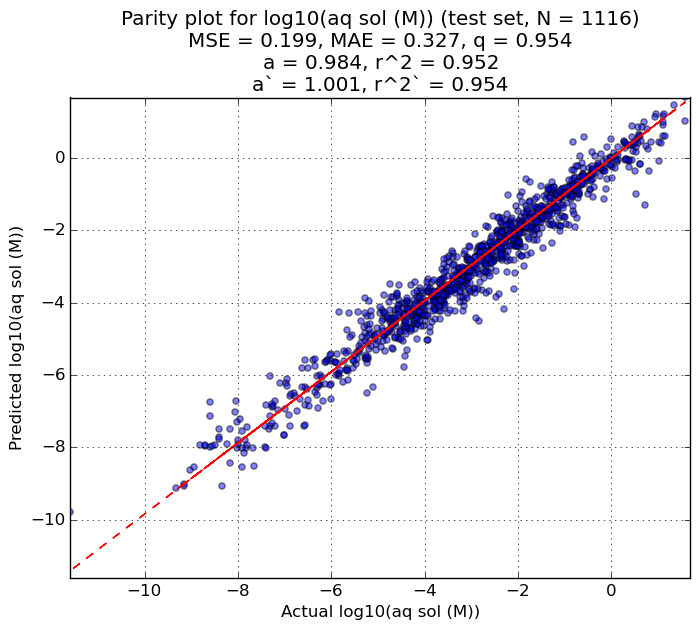 Parity plot for log10(aq sol (M)) (test set, N = 1116)
MSE = 0.199, MAE = 0.327, q = 0.954
a = 0.984, r^2 = 0.952
a` = 1.001, r^2` = 0.954
0
−2
−4
−6
−8
−10
Predicted log10(aq sol (M))
−10
−8
−6
−4
−2
0
Actual log10(aq sol (M))